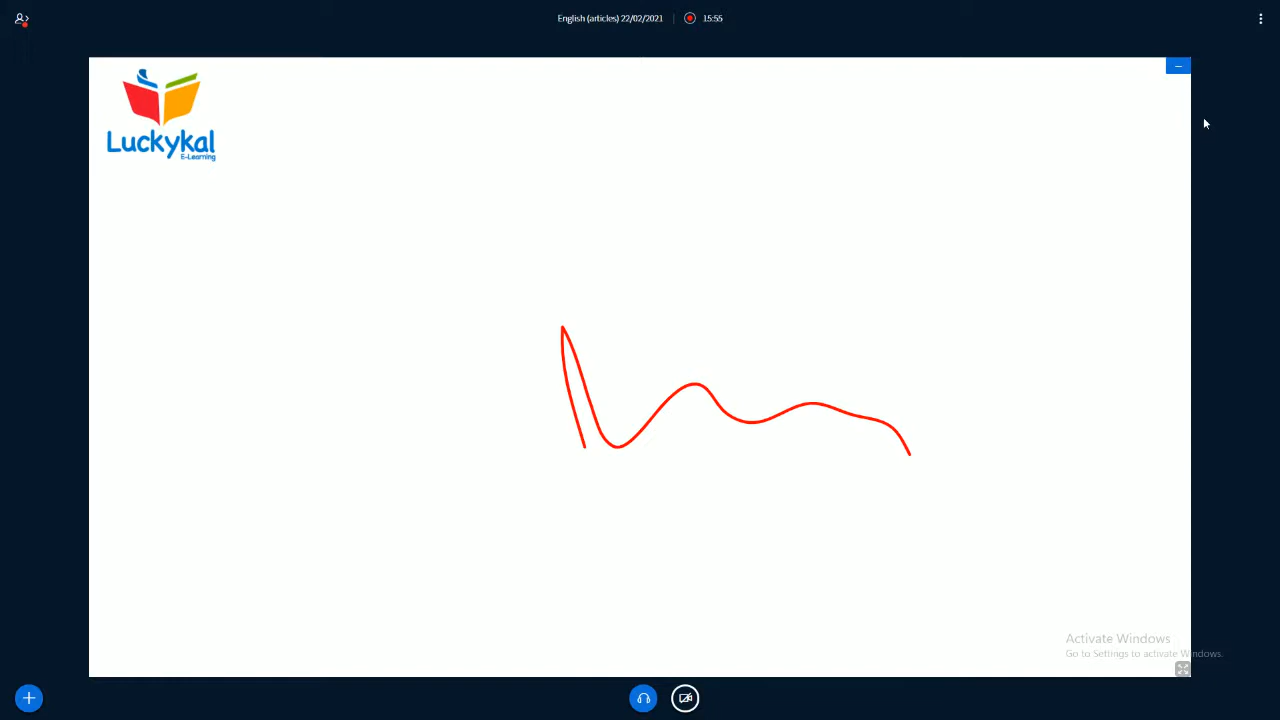 English (articles) 22/02/2021 15:55
Luckykal
E-Learning
Activate Windows
Go to Settings to activate Windows.